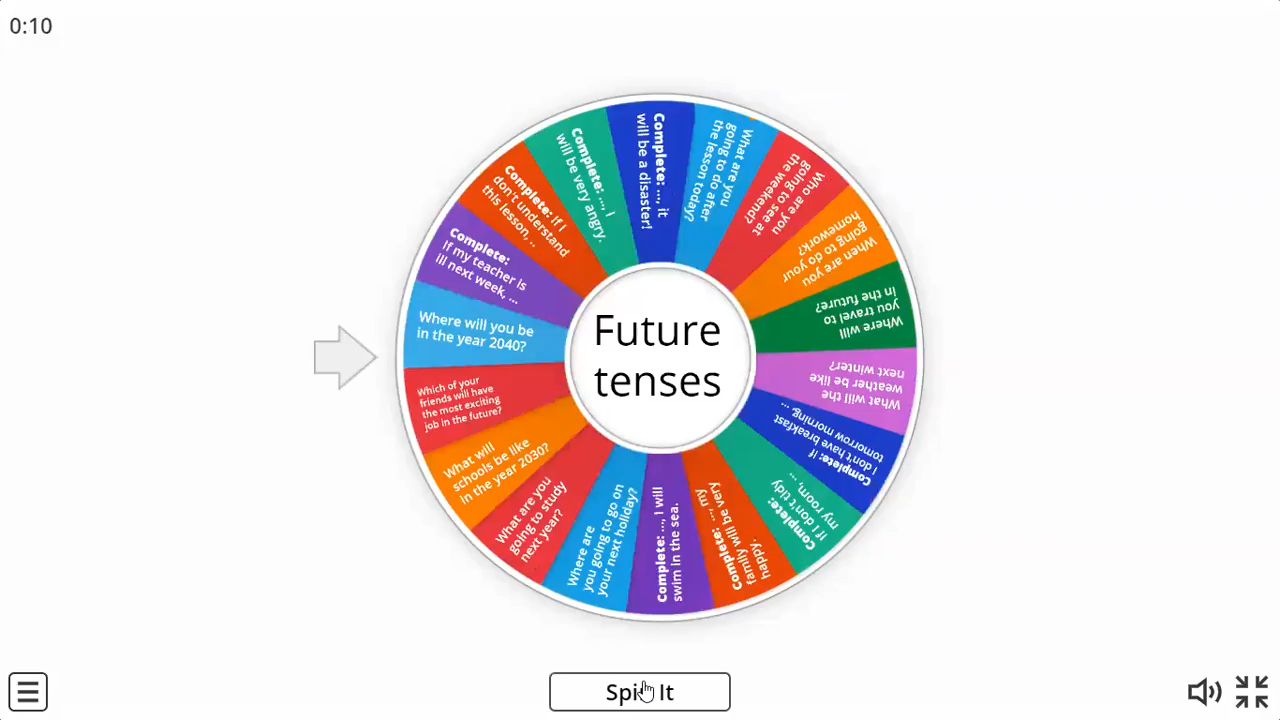 0:10
Complete: ..., it
will be a disaster!
What are you
going to do after
the lesson today?
Who are you
going to see at
the weekend?
When are you
going to do your
homework?
Where will
you travel to
in the future?
What will the
weather be like
next winter?
Complete: If
I don't have breakfast
tomorrow morning, ...
Complete:
If I don't tidy
my room, ...
Complete: ..., my
family will be very
happy.
Complete: ..., I will
swim in the sea.
Where are
you going to go on
your next holiday?
What are you
going to study
next year?
What will
schools be like
in the year 2030?
Which of your
friends will have
the most exciting
job in the future?
Where will you be
in the year 2040?
Complete:
If my teacher is
ill next week, ...
Complete: If I
don't understand
this lesson, ..
Complete: ..., I
will be very angry.
Future
tenses
Spin It